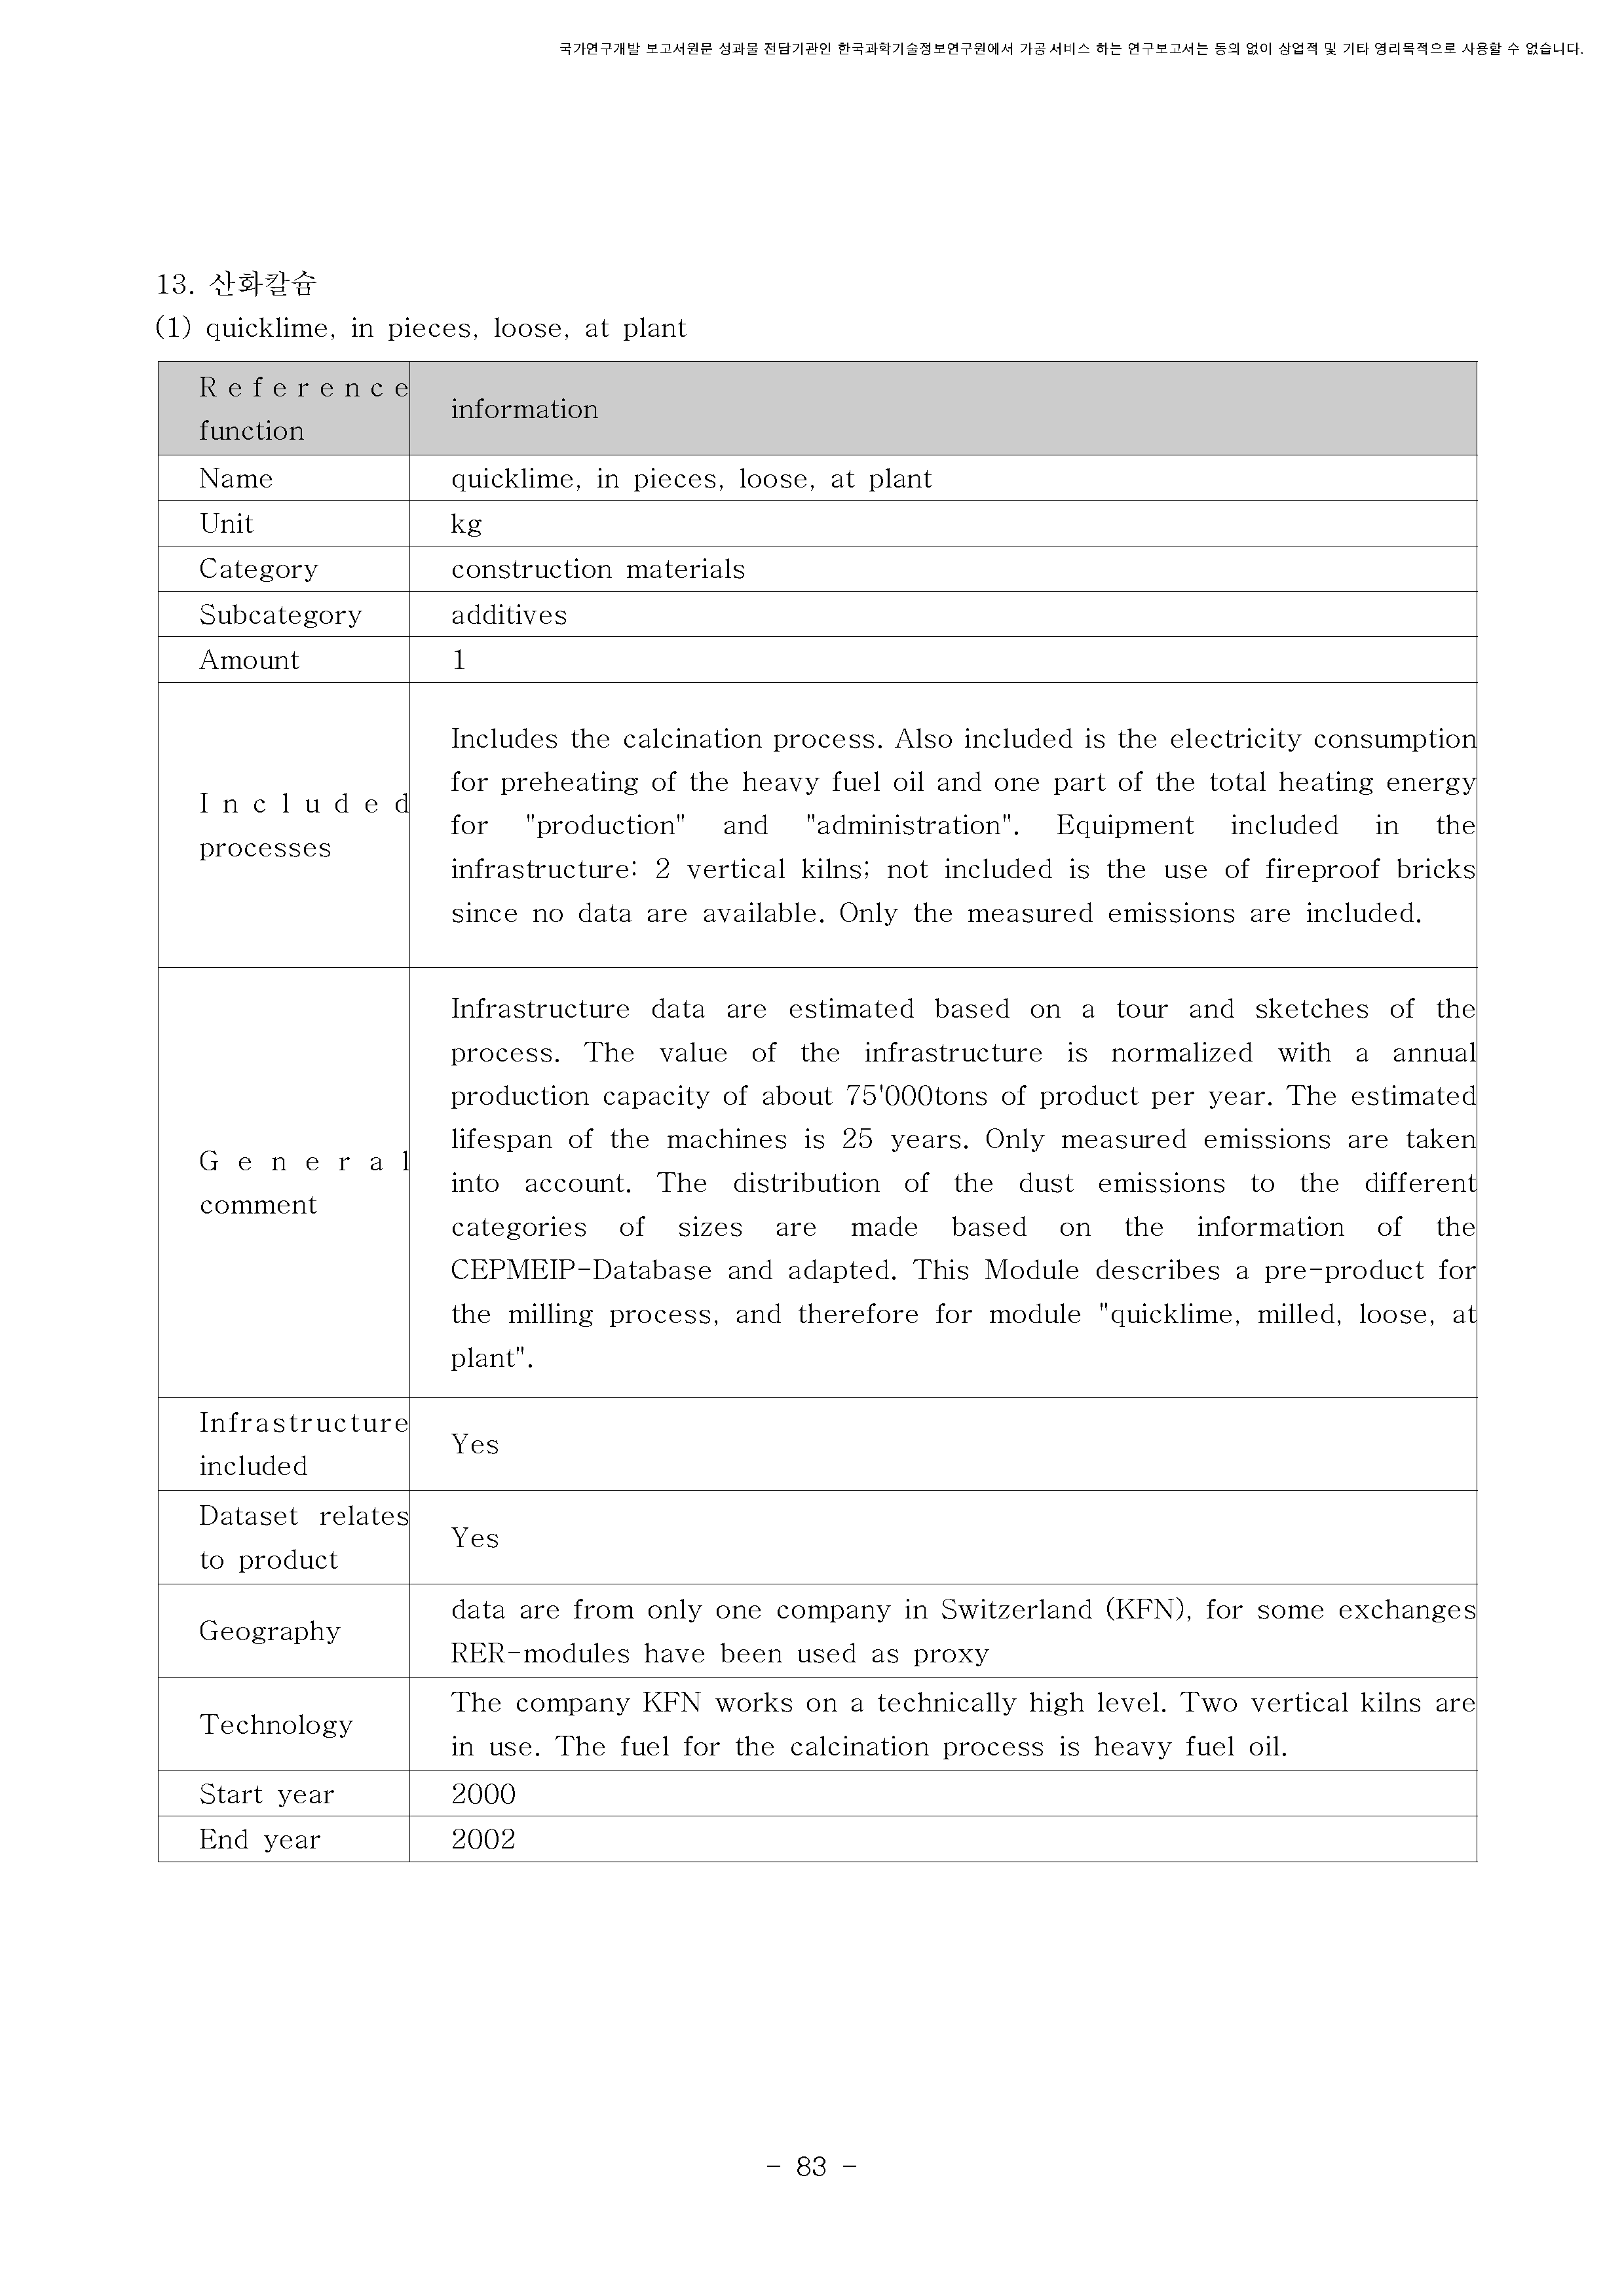 국가연구개발 보고서원문 성과물 전담기관인 한국과학기술정보연구원에서 가공·서비스 하는 연구보고서는 동의 없이 상업적 및 기타 영리목적으로 사용할 수 없습니다.
13. 산화칼슘
(1) quicklime, in pieces, loose, at plant
Reference
function
information
Name
quicklime, in pieces, loose, at plant
Unit
kg
Category
construction materials
Subcategory
additives
Amount
1
Included
processes
Includes the calcination process. Also included is the electricity consumption
for preheating of the heavy fuel oil and one part of the total heating energy
for "production" and "administration". Equipment included in the
infrastructure: 2 vertical kilns; not included is the use of fireproof bricks
since no data are available. Only the measured emissions are included.
General
comment
Infrastructure data are estimated based on a tour and sketches of the
process. The value of the infrastructure is normalized with a annual
production capacity of about 75'000tons of product per year. The estimated
lifespan of the machines is 25 years. Only measured emissions are taken
into account. The distribution of the dust emissions to the different
categories of sizes are made based on the information of the
CEPMEIP-Database and adapted. This Module describes a pre-product for
the milling process, and therefore for module "quicklime, milled, loose, at
plant".
Infrastructure
included
Yes
Dataset relates
to product
Yes
Geography
data are from only one company in Switzerland (KFN), for some exchanges
RER-modules have been used as proxy
Technology
The company KFN works on a technically high level. Two vertical kilns are
in use. The fuel for the calcination process is heavy fuel oil.
Start year
2000
End year
2002
- 83 -